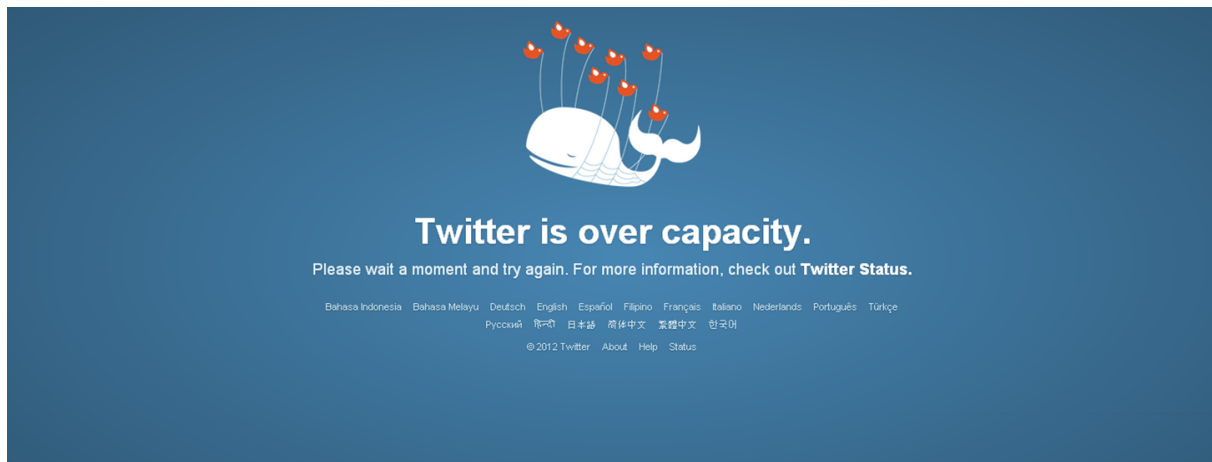 Twitter is over capacity.
Please wait a moment and try again. For more information, check out Twitter Status.
Bahasa Indonesia Bahasa Melayu Deutsch English Español Filipino Français Italiano Nederlands Português Türkçe
Русский हिन्दी 日本語 简体中文 繁體中文 한국어
© 2012 Twitter About Help Status